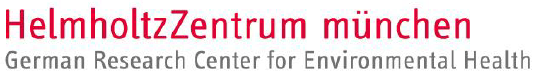 HelmholtzZentrum münchen
German Research Center for Environmental Health